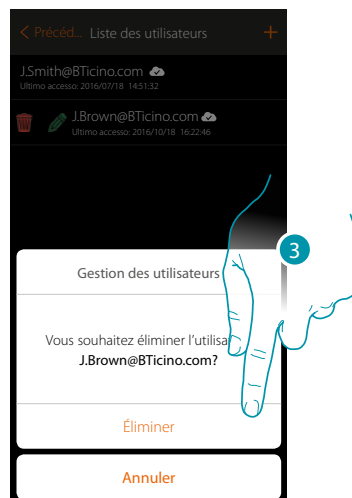 < Précéd... Liste des utilisateurs +
J.Smith@BTicino.com
Ultimo accesso: 2016/07/18 14:51:32
J.Brown@BTicino.com
Ultimo accesso: 2016/10/18 16:22:46
3
Gestion des utilisateurs
Vous souhaitez éliminer l'utilisa
J.Brown@BTicino.com?
Éliminer
Annuler